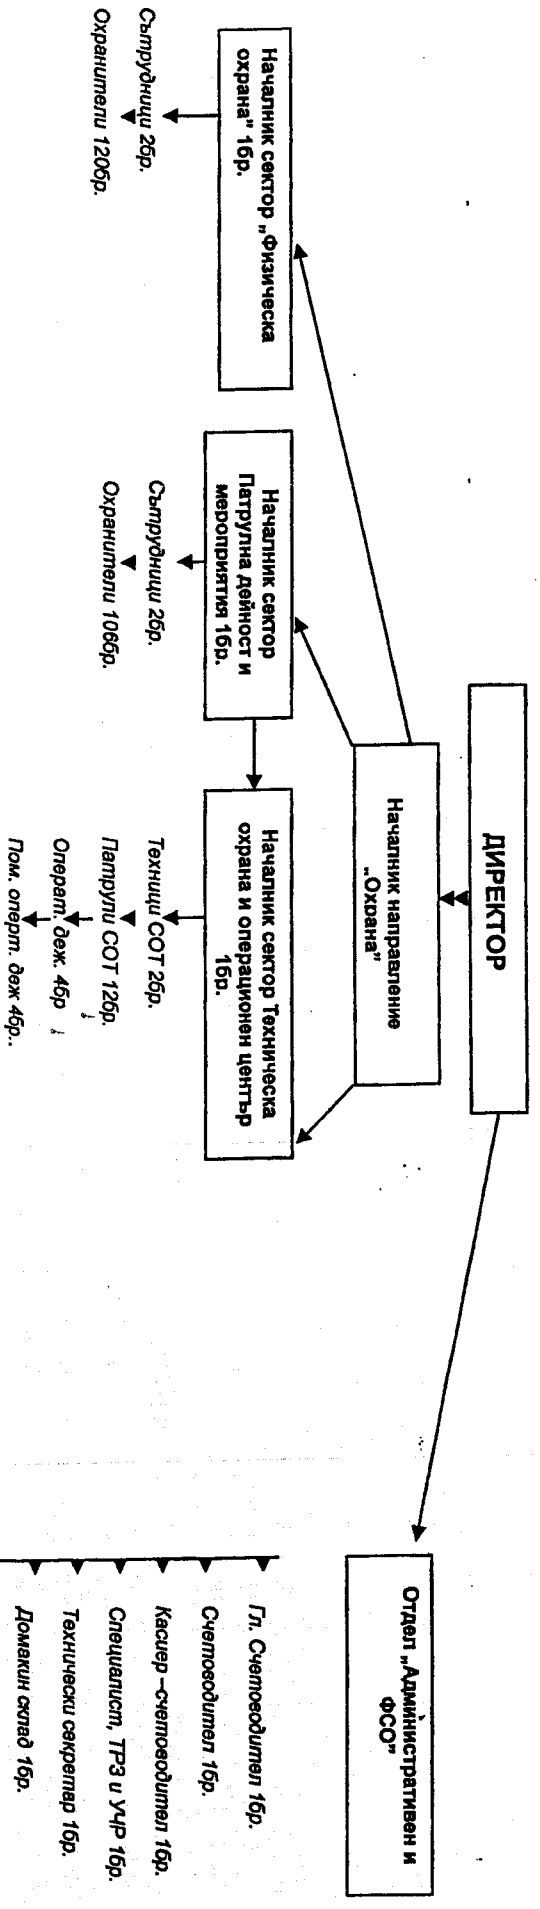 ДИРЕКТОР
Началник направление
„Охрана”
Отдел „Административен и
ФСО”
Началник сектор „Физическа
охрана” 1бр.
Сътрудници 2бр.
Охранители 120бр.
Началник сектор
Патрулна дейност и
мероприятия 1бр.
Сътрудници 2бр.
Охранители 106бр.
Началник сектор Техническа
охрана и операционен център
1бр.
Техници СОТ 2бр.
Патрули СОТ 12бр.
Операт. деж. 4бр
Пом. оперт. деж 4бр..
Гл. Счетоводител 1бр.
Счетоводител 1бр.
Касиер –счетоводител 1бр.
Специалист, ТРЗ и УЧР 1бр.
Технически секретар 1бр.
Домакин склад 1бр.